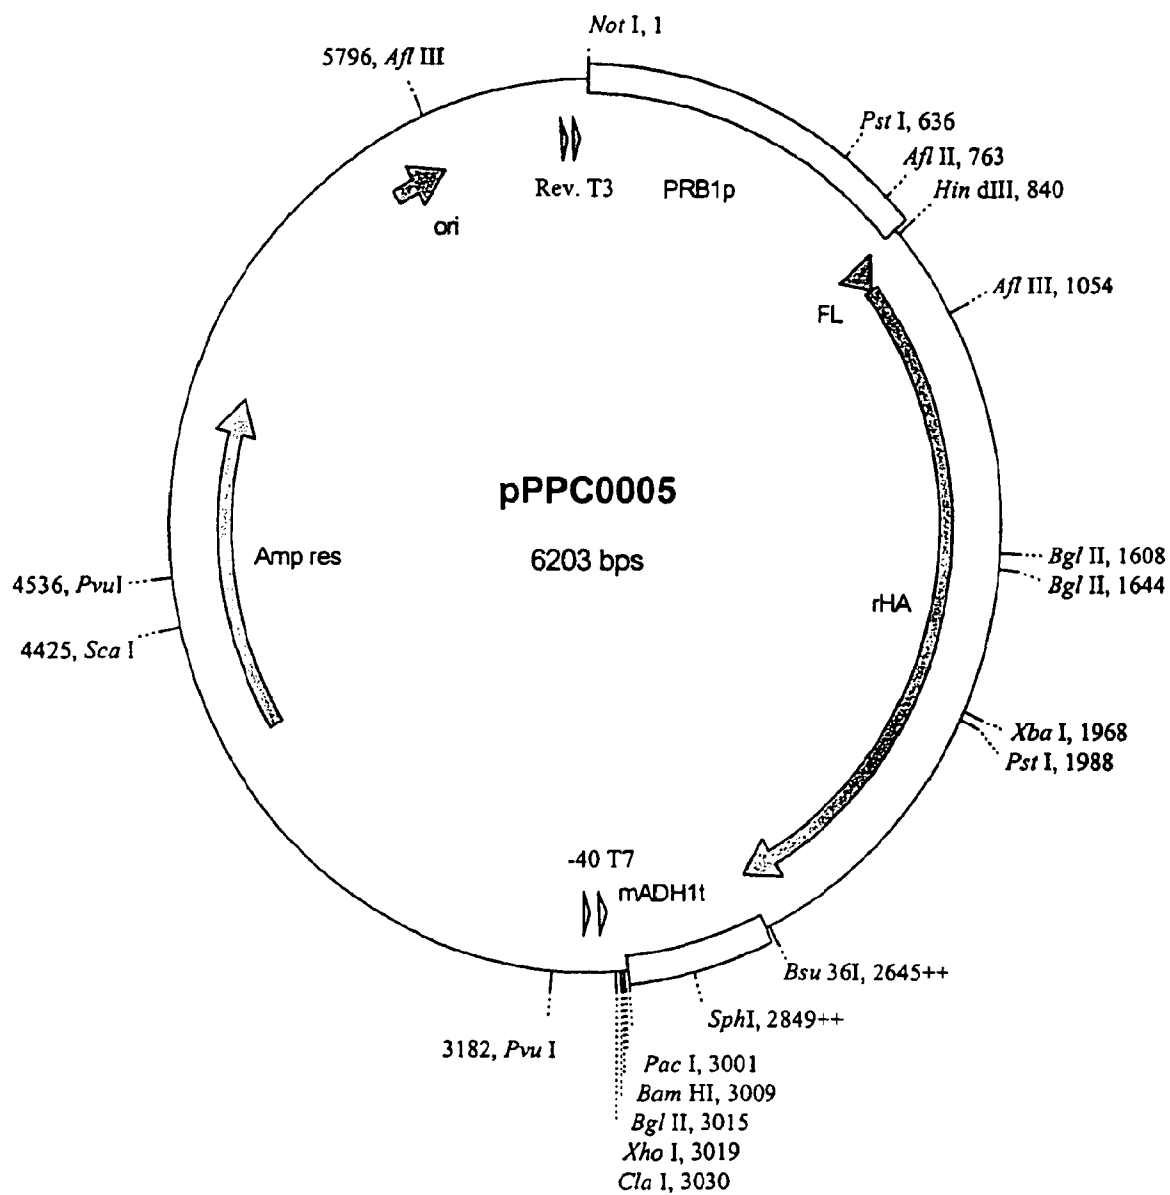 Not I, 1
5796, Afl III
Pst I, 636
Afl II, 763
Hin dIII, 840
Rev. T3
PRB1p
ori
Afl III, 1054
FL
pPPC0005
6203 bps
Amp res
4536, PvuI
4425, Sca I
Bgl II, 1608
Bgl II, 1644
rHA
Xba I, 1968
Pst I, 1988
-40 T7
mADH1t
Bsu 36I, 2645++
SphI, 2849++
3182, Pvu I
Pac I, 3001
Bam HI, 3009
Bgl II, 3015
Xho I, 3019
Cla I, 3030